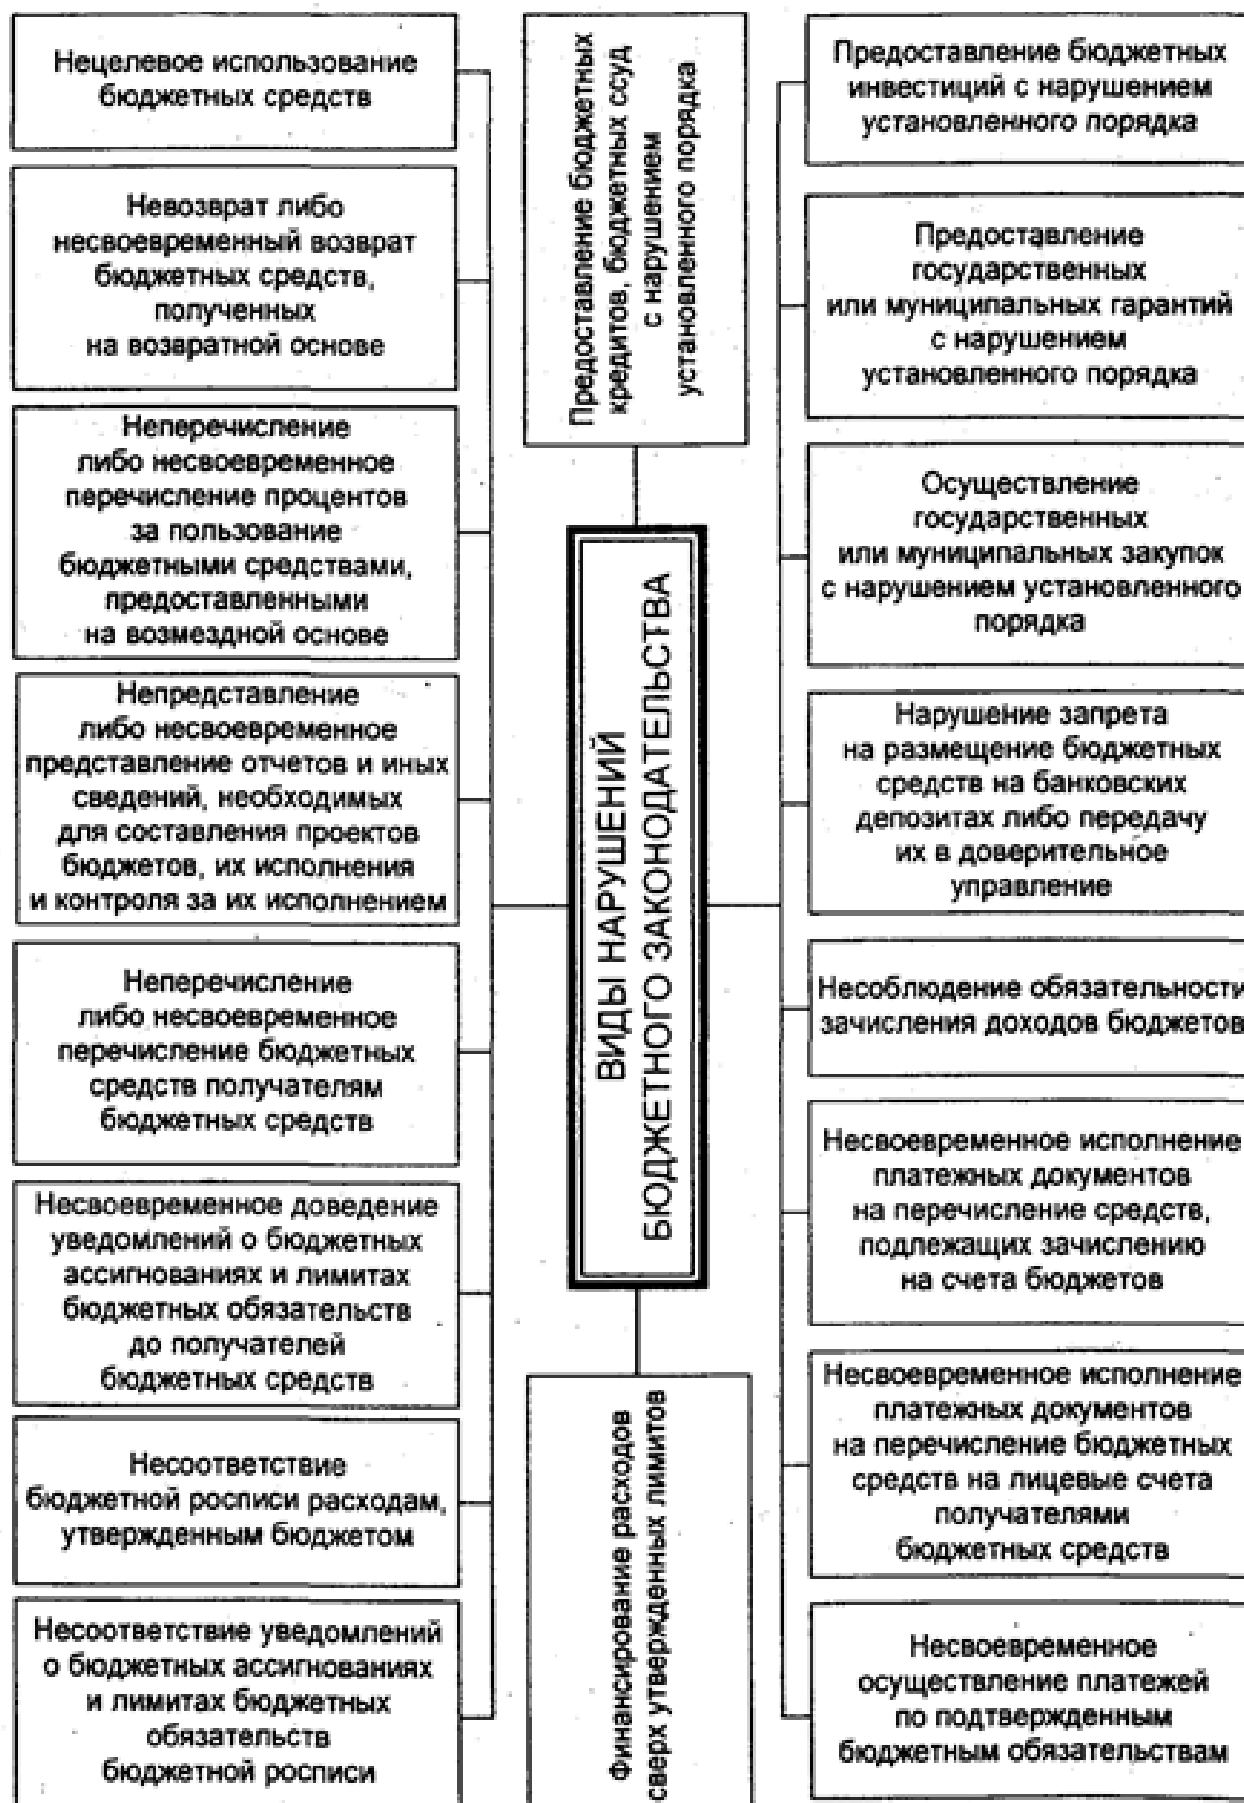 Нецелевое использование
бюджетных средств
Невозврат либо
несвоевременный возврат
бюджетных средств,
полученных
на возвратной основе
Неперечисление
либо несвоевременное
перечисление процентов
за пользование
бюджетными средствами,
предоставленными
на возмездной основе
Непредставление
либо несвоевременное
представление отчетов и иных
сведений, необходимых
для составления проектов
бюджетов, их исполнения
и контроля за их исполнением
Неперечисление
либо несвоевременное
перечисление бюджетных
средств получателям
бюджетных средств
Несвоевременное доведение
уведомлений о бюджетных
ассигнованиях и лимитах
бюджетных обязательств
до получателей
бюджетных средств
Несоответствие
бюджетной росписи расходам,
утвержденным бюджетом
Несоответствие уведомлений
о бюджетных ассигнованиях
и лимитах бюджетных
обязательств
бюджетной росписи
Предоставление бюджетных
кредитов, бюджетных ссуд
с нарушением
установленного порядка
ВИДЫ НАРУШЕНИЙ
БЮДЖЕТНОГО ЗАКОНОДАТЕЛЬСТВА
Финансирование расходов
сверх утвержденных лимитов
Предоставление бюджетных
инвестиций с нарушением
установленного порядка
Предоставление
государственных
или муниципальных гарантий
с нарушением
установленного порядка
Осуществление
государственных
или муниципальных закупок
с нарушением установленного
порядка
Нарушение запрета
на размещение бюджетных
средств на банковских
депозитах либо передачу
их в доверительное
управление
Несоблюдение обязательности
зачисления доходов бюджетов
Несвоевременное исполнение
платежных документов
на перечисление средств,
подлежащих зачислению
на счета бюджетов
Несвоевременное исполнение
платежных документов
на перечисление бюджетных
средств на лицевые счета
получателями
бюджетных средств
Несвоевременное
осуществление платежей
по подтвержденным
бюджетным обязательствам